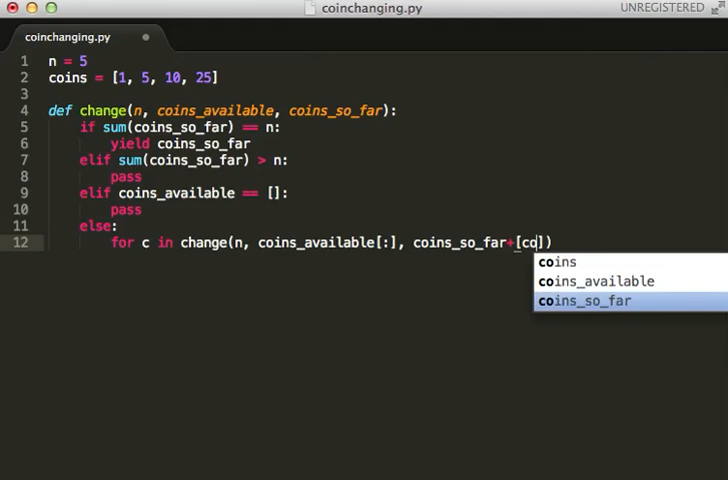 coinchanging.py
UNREGISTERED
coinchanging.py
1 n = 5
2 coins = [1, 5, 10, 25]
3
4 def change(n, coins_available, coins_so_far):
5 if sum(coins_so_far) == n:
6 yield coins_so_far
7 elif sum(coins_so_far) > n:
8 pass
9 elif coins_available == []:
10 pass
11 else:
12 for c in change(n, coins_available[:], coins_so_far+[co])
coins
coins_available
coins_so_far